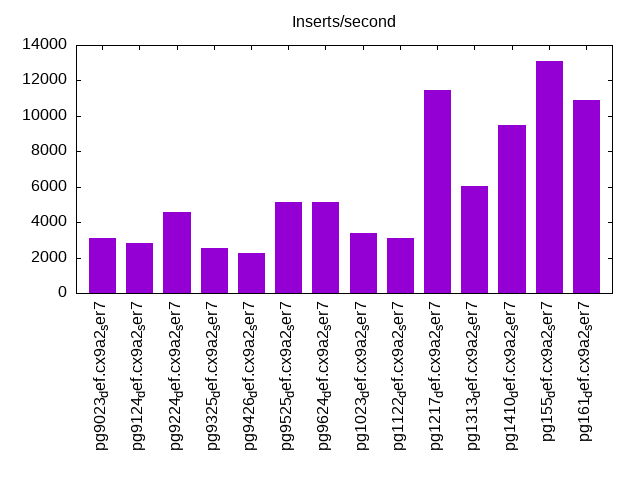 Inserts/second
14000
12000
10000
8000
6000
4000
2000
0
pg9023def.cx9a2ser7
pg9124def.cx9a2ser7
pg9224def.cx9a2ser7
pg9325def.cx9a2ser7
pg9426def.cx9a2ser7
pg9525def.cx9a2ser7
pg9624def.cx9a2ser7
pg1023def.cx9a2ser7
pg1122def.cx9a2ser7
pg1217def.cx9a2ser7
pg1313def.cx9a2ser7
pg1410def.cx9a2ser7
pg155def.cx9a2ser7
pg161def.cx9a2ser7